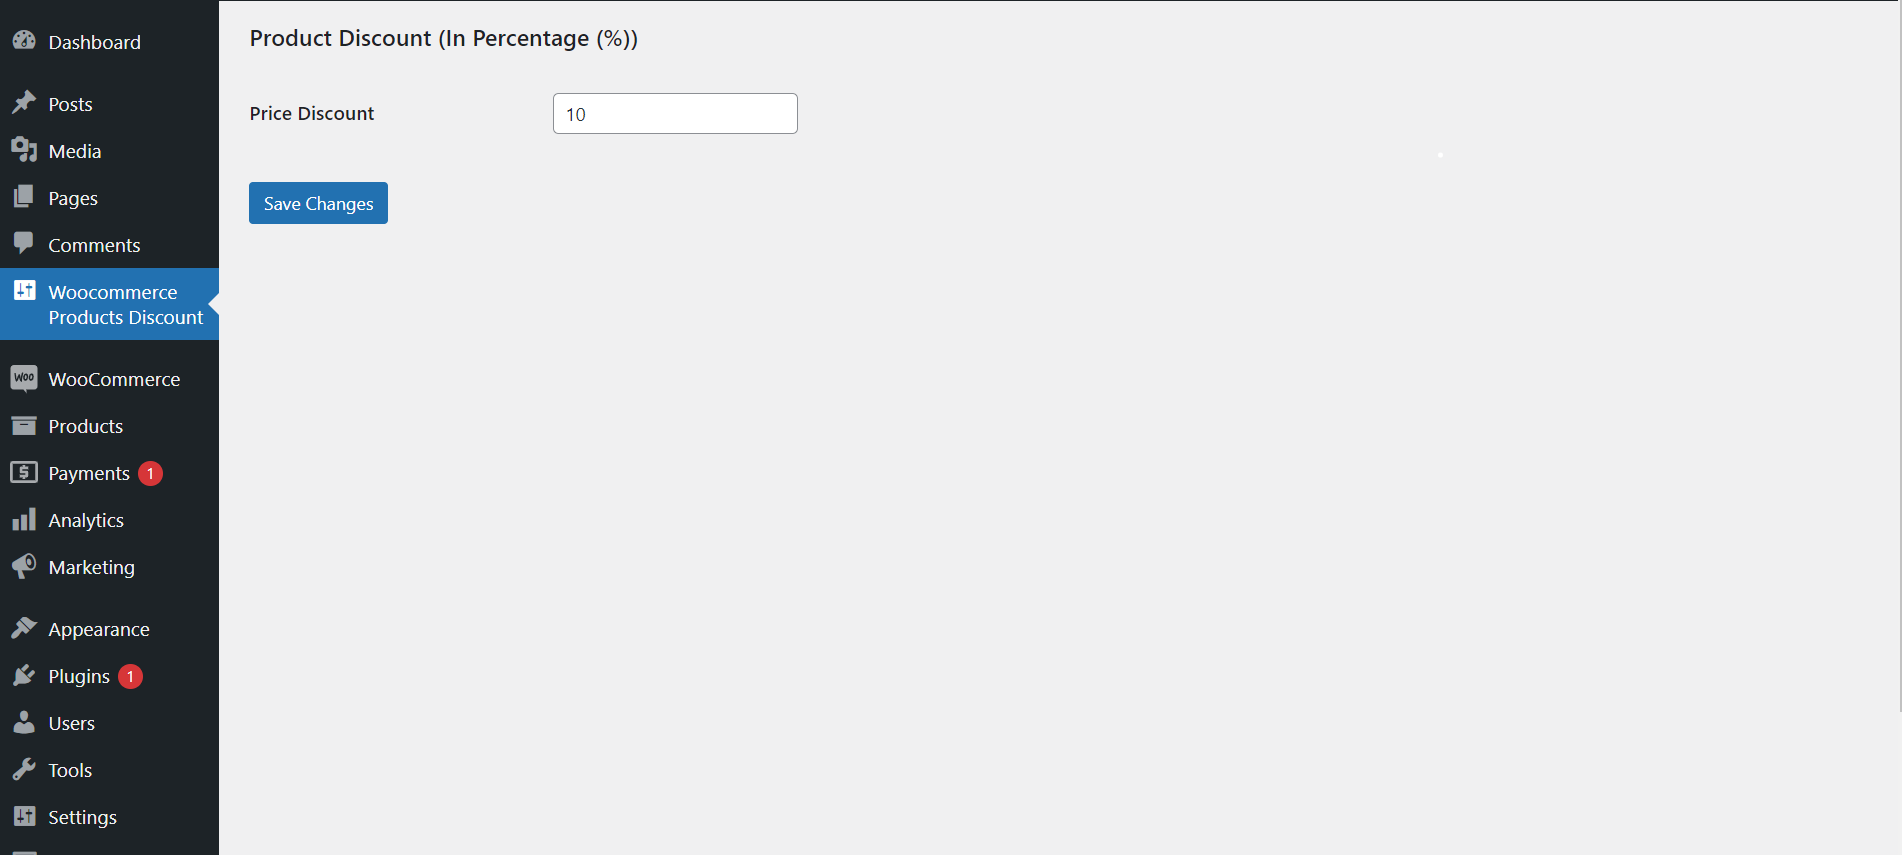 Dashboard
Posts
Media
Pages
Comments
Woocommerce
Products Discount
WOO WooCommerce
Products
Payments 1
Analytics
Marketing
Appearance
Plugins 1
Users
Tools
Settings
Product Discount (In Percentage (%))
Price Discount 10
Save Changes